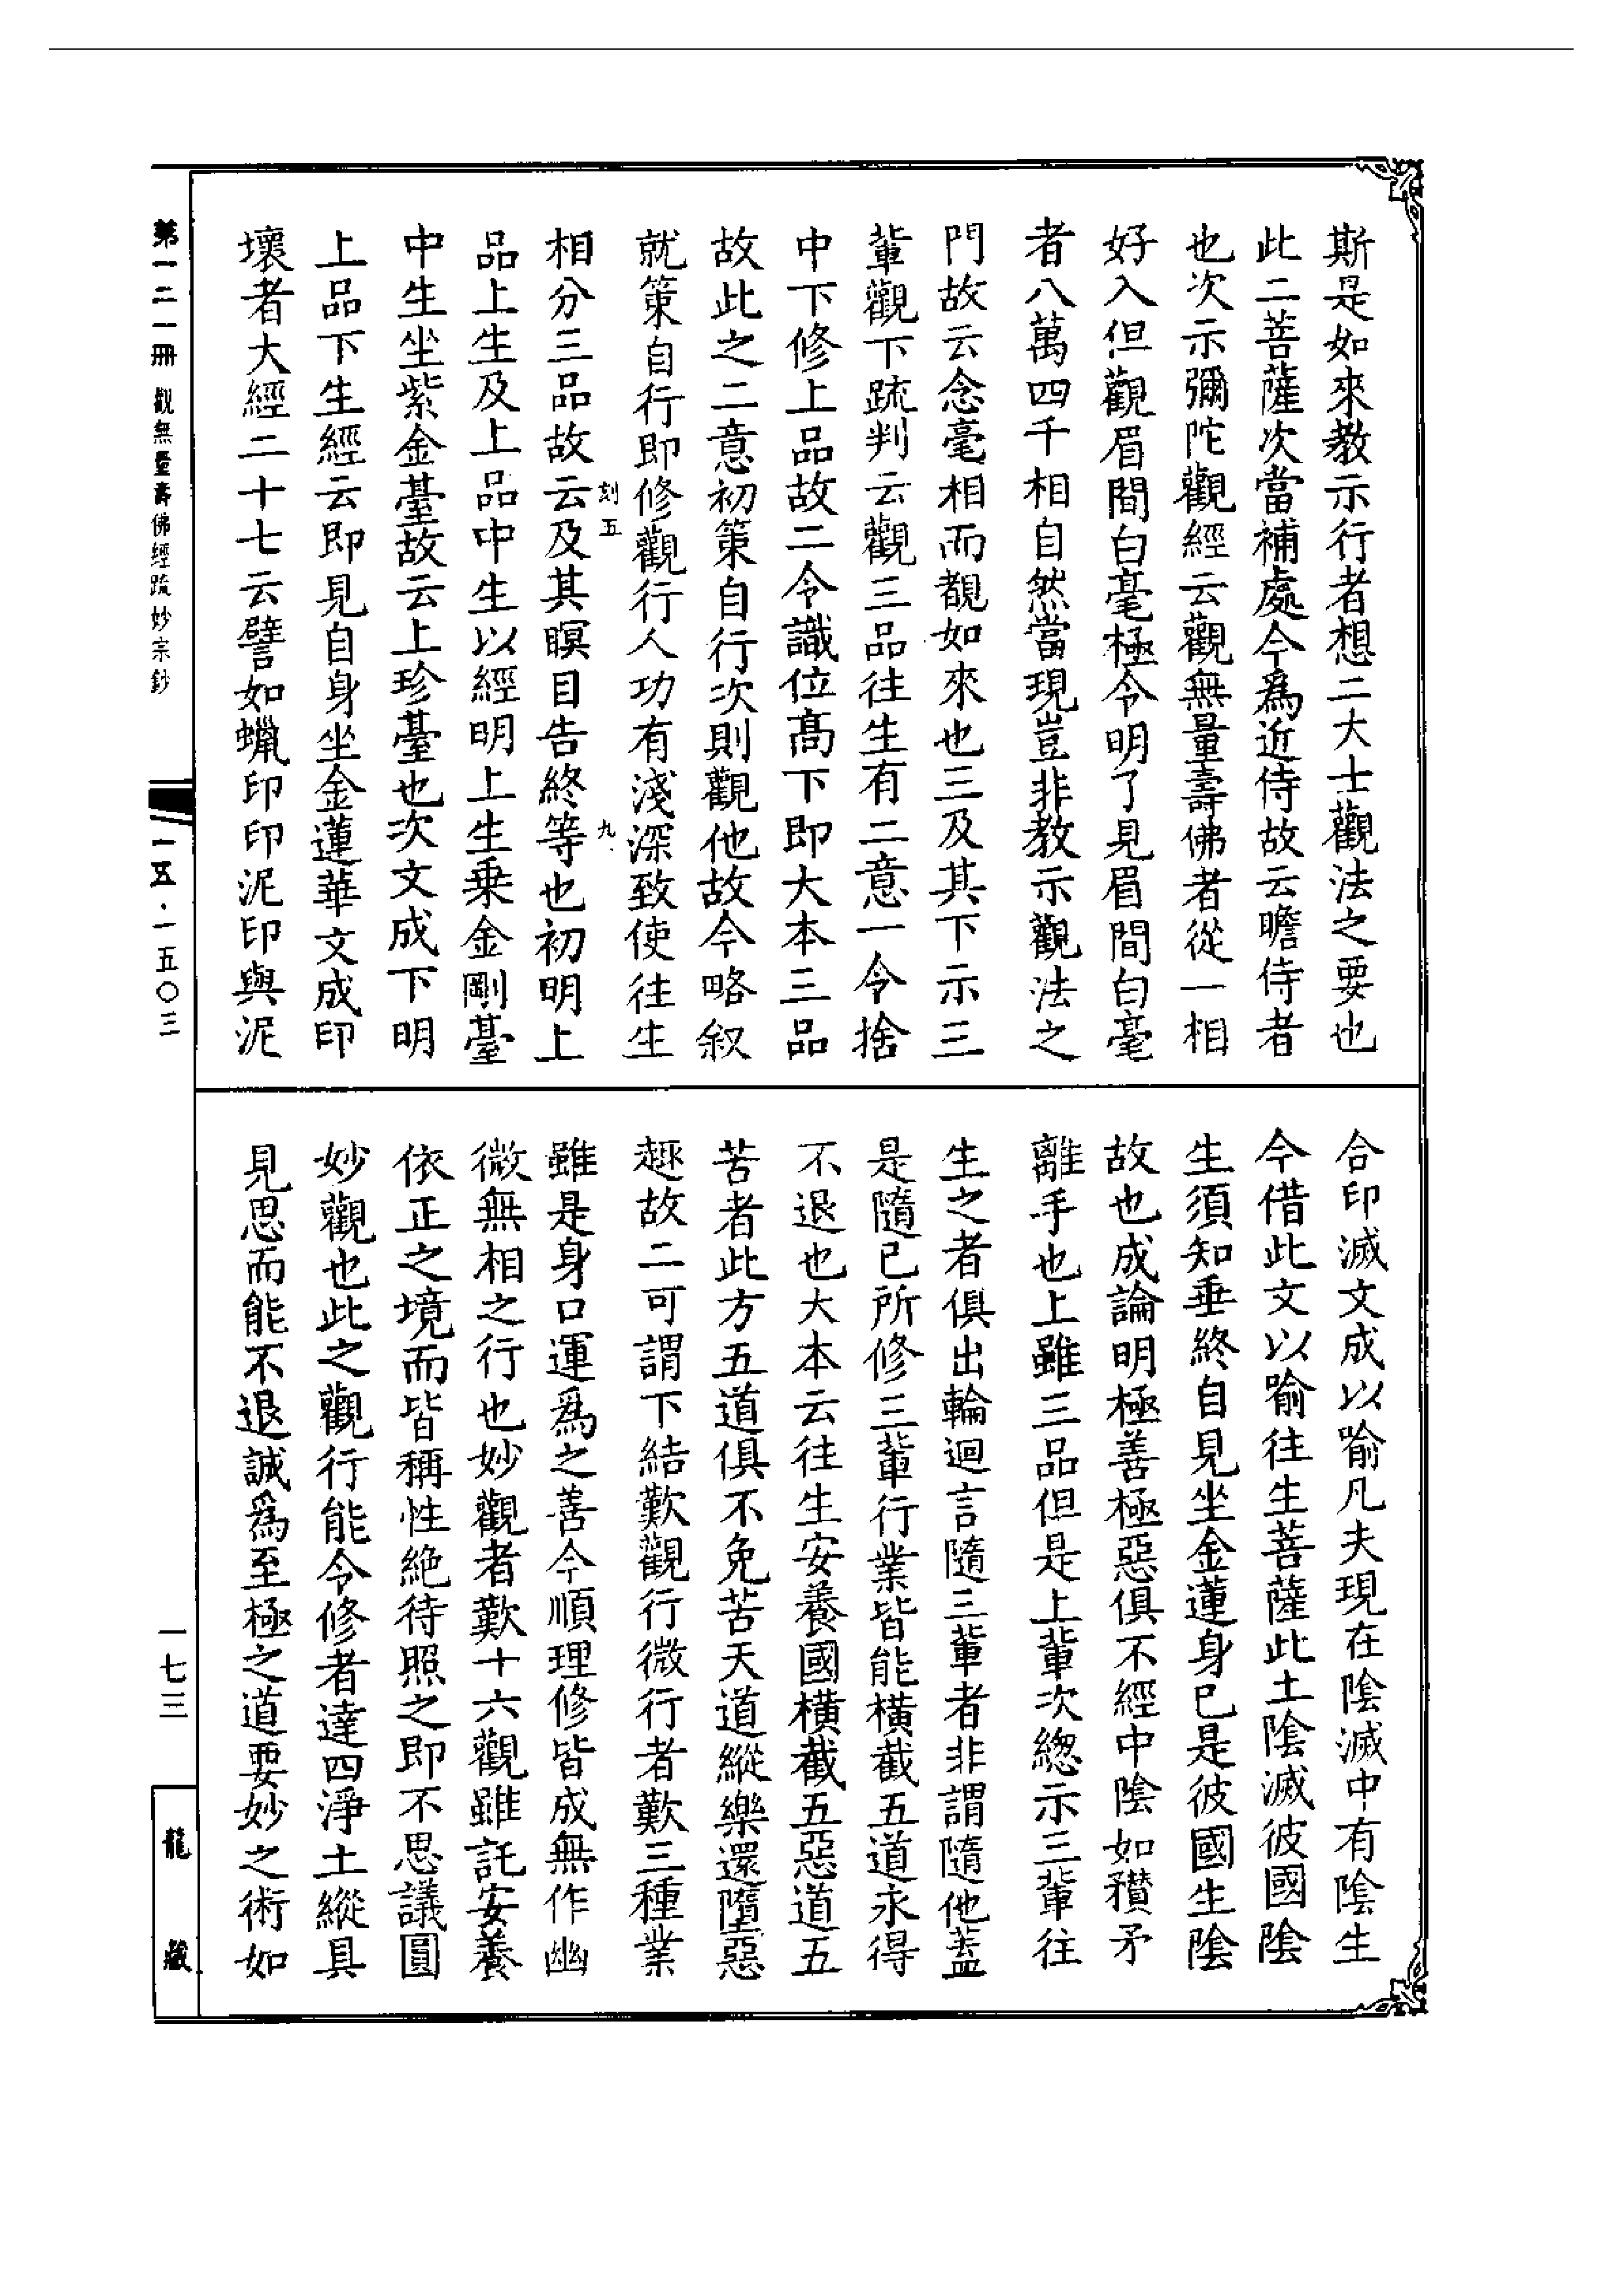 斯是如來教示行者想二大士觀法之要也
此二菩薩次當補處今爲近侍故云瞻侍者
也次示彌陀觀經云觀無量壽佛者從一相
好入但觀眉間白毫極令明了見眉間白毫
者八萬四千相自然當現豈非教示觀法之
門故云念毫相而覩如來也三及其下示三
輩觀下疏判云觀三品往生有二意一令捨
中下修上品故二令識位高下即大本三品
故此之二意初策自行次則觀他故今略叙
就策自行即修觀行人功有淺深致使往生
刻五
九
相分三品故云及其瞑目告終等也初明上
品上生及上品中生以經明上生乘金剛臺
中生坐紫金臺故云上珍臺也次文成下明
上品下生經云即見自身坐金蓮華文成印
壞者大經二十七云譬如蠟印印泥印與泥
合印滅文成以喻凡夫現在陰滅中有陰生
今借此文以喻往生菩薩此土陰滅彼國陰
生須知垂終自見坐金蓮身已是彼國生陰
故也成論明極善極惡俱不經中陰如䂎矛
離手也上雖三品但是上輩次緫示三輩往
生之者俱出輪迴言隨三輩者非謂隨他蓋
是隨已所修三輩行業皆能橫截五道永得
不退也大本云往生安養國橫截五惡道五
苦者此方五道俱不免苦天道縱樂還墮惡
趣故二可謂下結歎觀行微行者歎三種業
雖是身口運爲之善今順理修皆成無作幽
微無相之行也妙觀者歎十六觀雖託安養
依正之境而皆稱性絶待照之即不思議圓
妙觀也此之觀行能令修者達四淨土縱具
見思而能不退誠爲至極之道要妙之術如
第一二一冊 觀無量壽佛經疏妙宗鈔
一五·一五〇三
一七三
龍藏